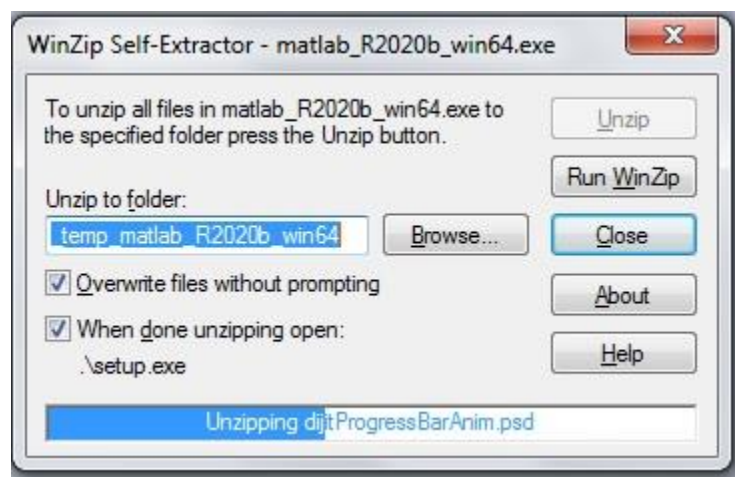 WinZip Self-Extractor - matlab_R2020b_win64.exe
To unzip all files in matlab_R2020b_win64.exe to
the specified folder press the Unzip button.
Unzip
Run WinZip
Unzip to folder:
temp_matlab_R2020b_win64
Browse...
Close
Overwrite files without prompting
About
When done unzipping open:
.\setup.exe
Help
Unzipping dijitProgressBarAnim.psd